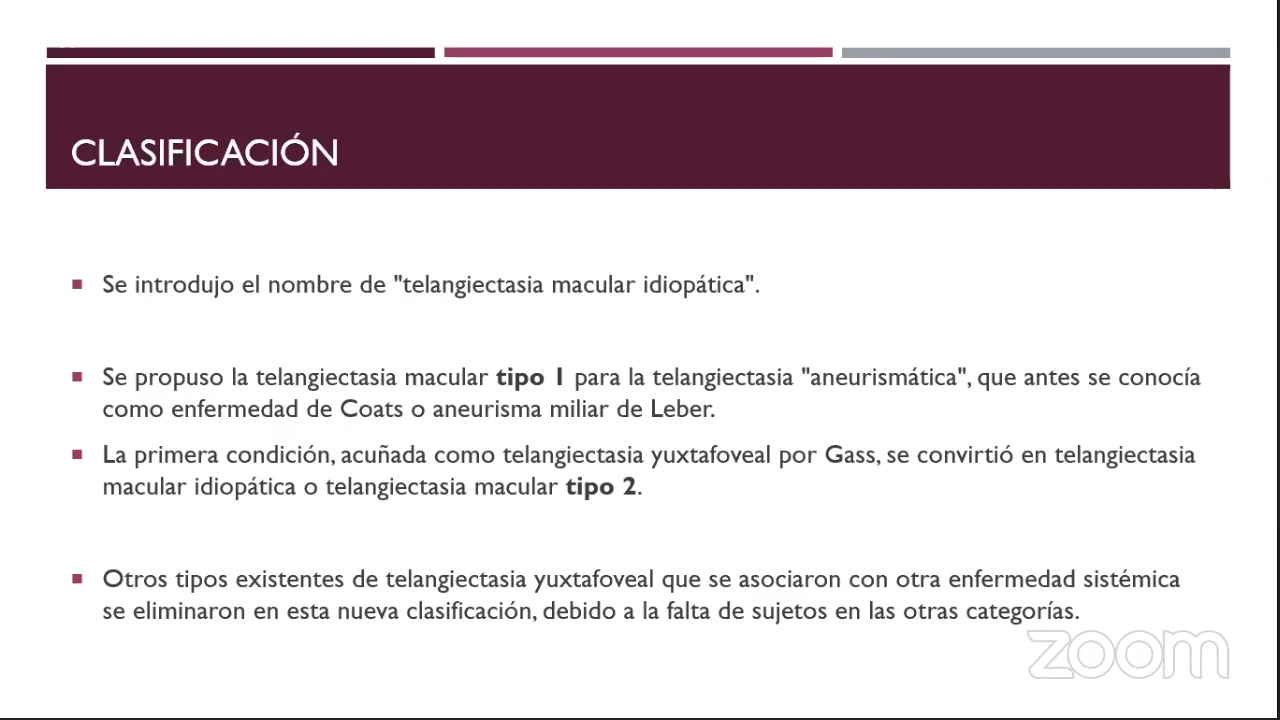 CLASIFICACIÓN
Se introdujo el nombre de "telangiectasia macular idiopática".
Se propuso la telangiectasia macular tipo 1 para la telangiectasia "aneurismática", que antes se conocía
como enfermedad de Coats o aneurisma miliar de Leber.
La primera condición, acuñada como telangiectasia yuxtafoveal por Gass, se convirtió en telangiectasia
macular idiopática o telangiectasia macular tipo 2.
Otros tipos existentes de telangiectasia yuxtafoveal que se asociaron con otra enfermedad sistémica
se eliminaron en esta nueva clasificación, debido a la falta de sujetos en las otras categorías.
zoom